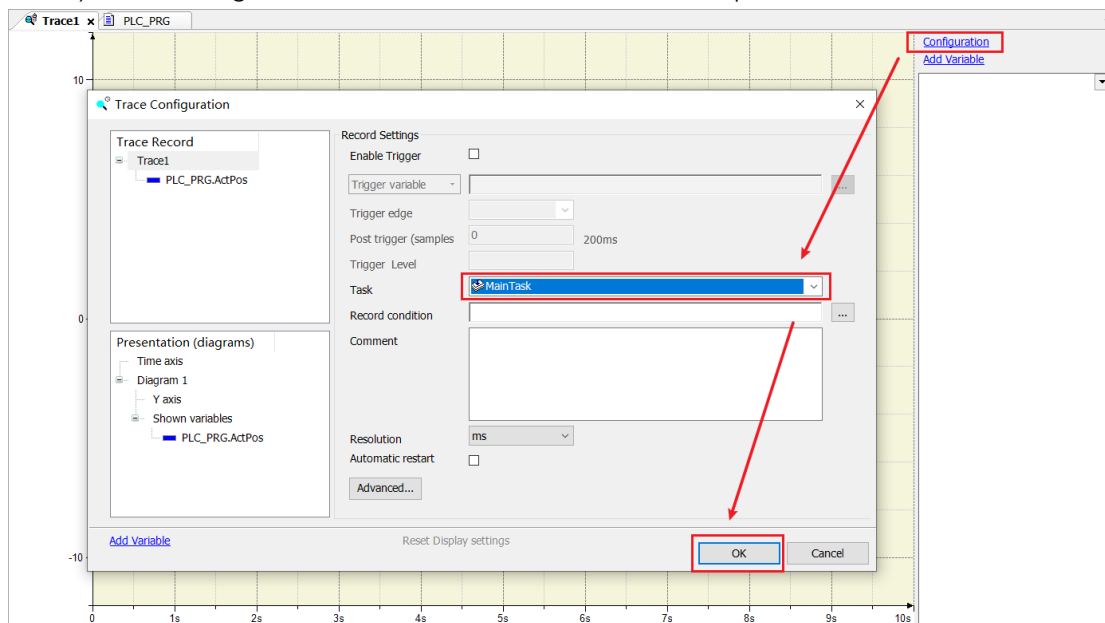 Trace1 x PLC_PRG
Configuration
Add Variable
10
Trace Configuration
Trace Record
Trace1
PLC_PRG.ActPos
Record Settings
Enable Trigger
Trigger variable
...
Trigger edge
Post trigger (samples 0 200ms
Trigger Level
Task MainTask
Record condition ...
Comment
0
Presentation (diagrams)
Time axis
Diagram 1
Y axis
Shown variables
PLC_PRG.ActPos
Resolution ms
Automatic restart
Advanced...
Add Variable Reset Display settings
OK Cancel
-10
0 1s 2s 3s 4s 5s 6s 7s 8s 9s 10s